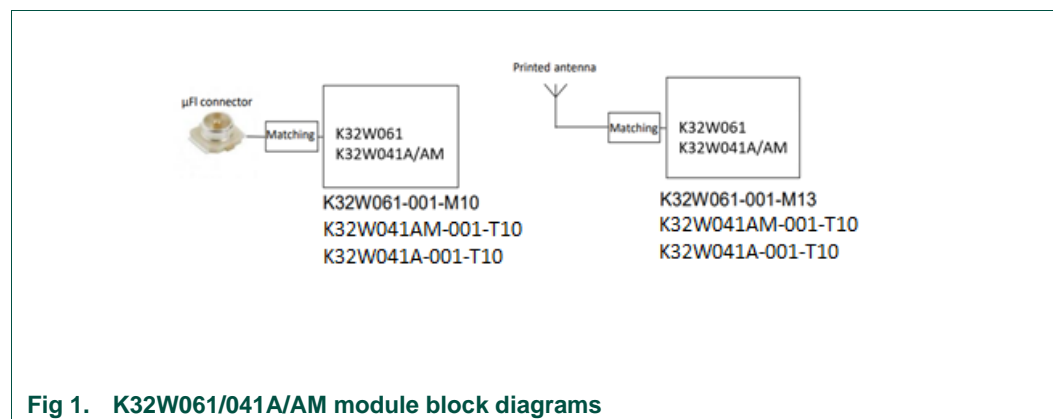 µFl connector
Matching
K32W061
K32W041A/AM
K32W061-001-M10
K32W041AM-001-T10
K32W041A-001-T10
Printed antenna
Matching
K32W061
K32W041A/AM
K32W061-001-M13
K32W041AM-001-T10
K32W041A-001-T10
Fig 1. K32W061/041A/AM module block diagrams